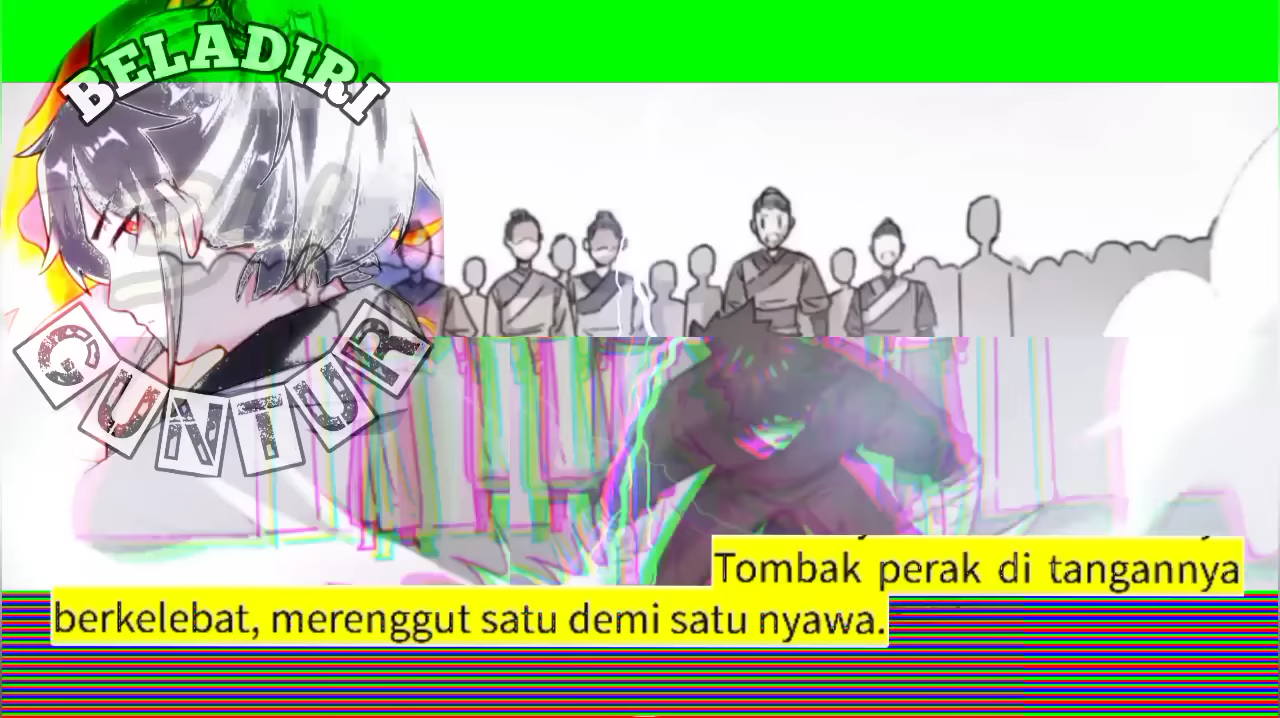 BELADIRI
GUNTUR
Tombak perak di tangannya
berkelebat, merenggut satu demi satu nyawa.